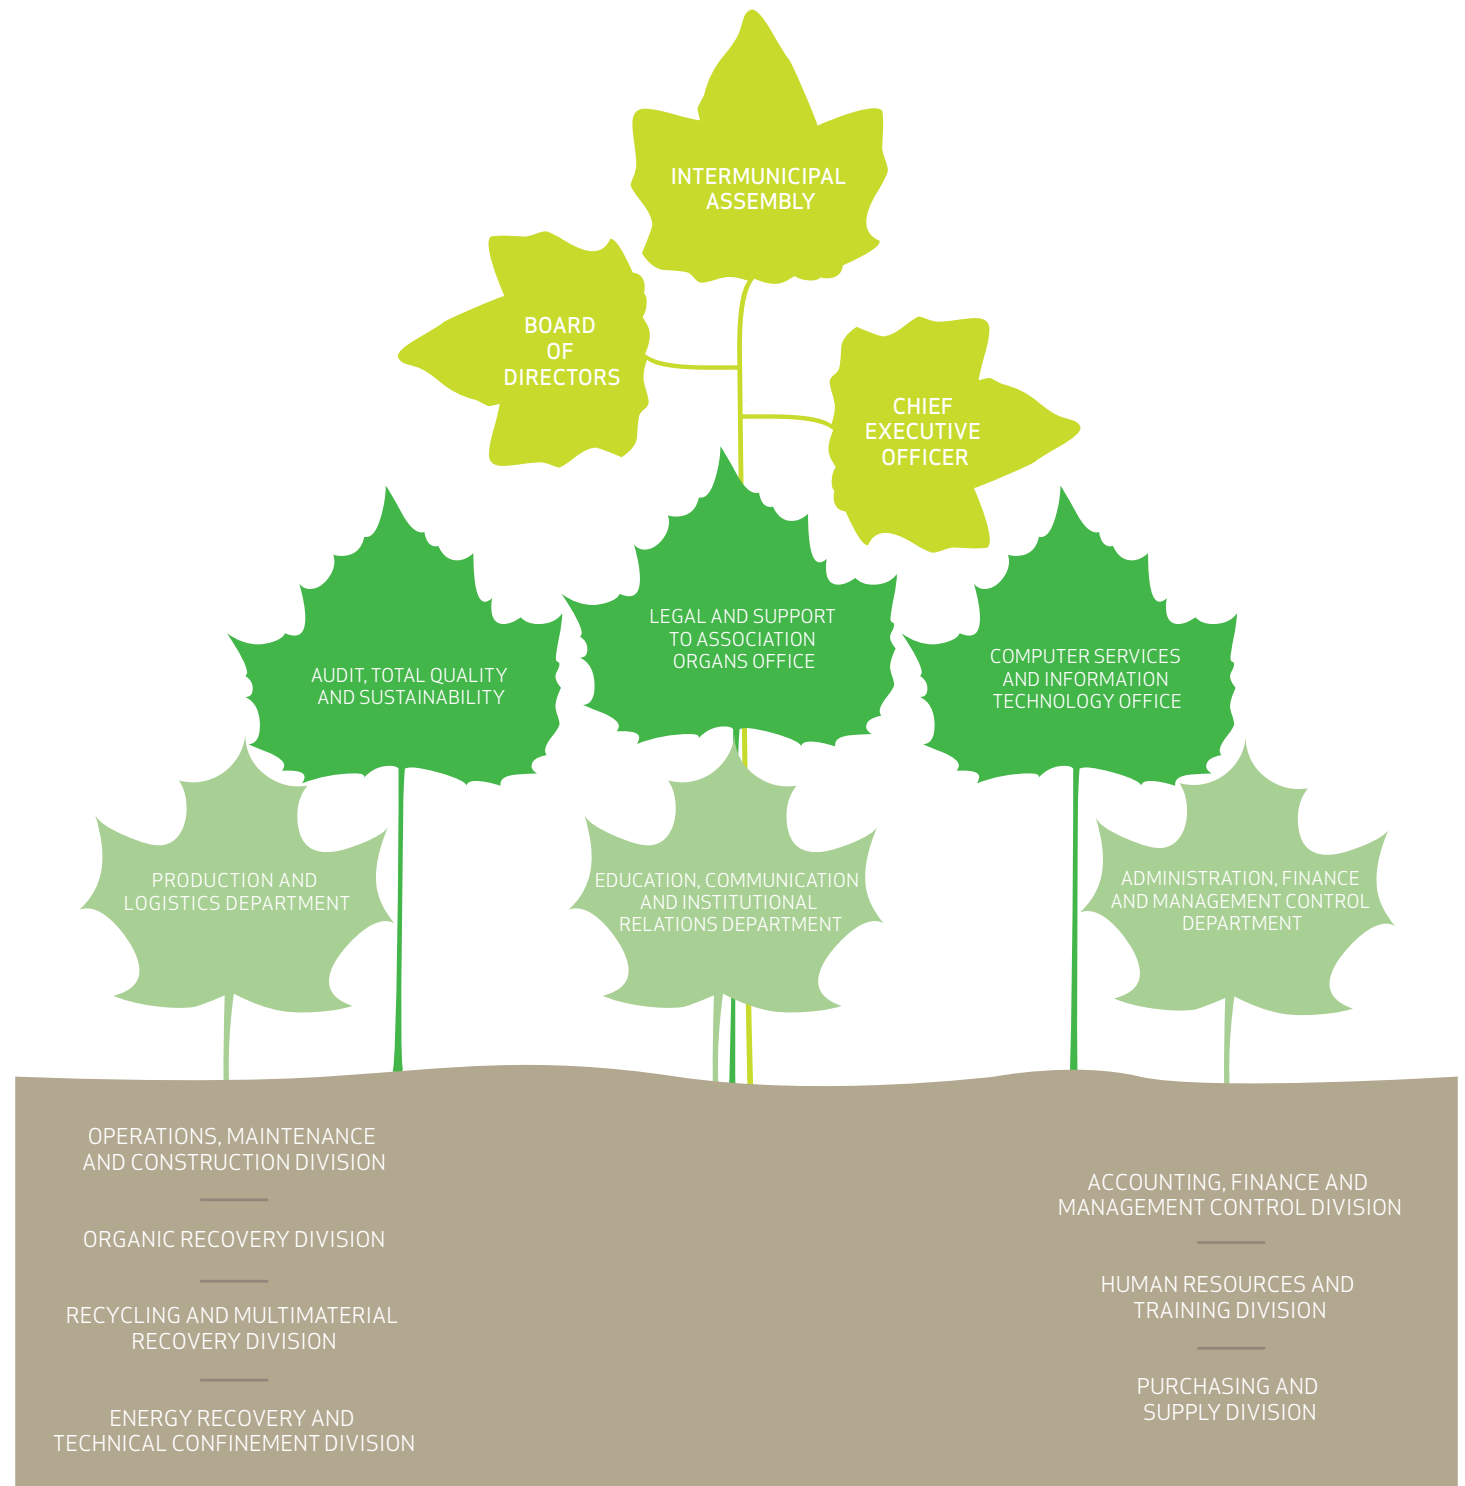 INTERMUNICIPAL
ASSEMBLY
BOARD
OF
DIRECTORS
CHIEF
EXECUTIVE
OFFICER
AUDIT, TOTAL QUALITY
AND SUSTAINABILITY
LEGAL AND SUPPORT
TO ASSOCIATION
ORGANS OFFICE
COMPUTER SERVICES
AND INFORMATION
TECHNOLOGY OFFICE
PRODUCTION AND
LOGISTICS DEPARTMENT
EDUCATION, COMMUNICATION
AND INSTITUTIONAL
RELATIONS DEPARTMENT
ADMINISTRATION, FINANCE
AND MANAGEMENT CONTROL
DEPARTMENT
OPERATIONS, MAINTENANCE
AND CONSTRUCTION DIVISION
ORGANIC RECOVERY DIVISION
RECYCLING AND MULTIMATERIAL
RECOVERY DIVISION
ENERGY RECOVERY AND
TECHNICAL CONFINEMENT DIVISION
ACCOUNTING, FINANCE AND
MANAGEMENT CONTROL DIVISION
HUMAN RESOURCES AND
TRAINING DIVISION
PURCHASING AND
SUPPLY DIVISION